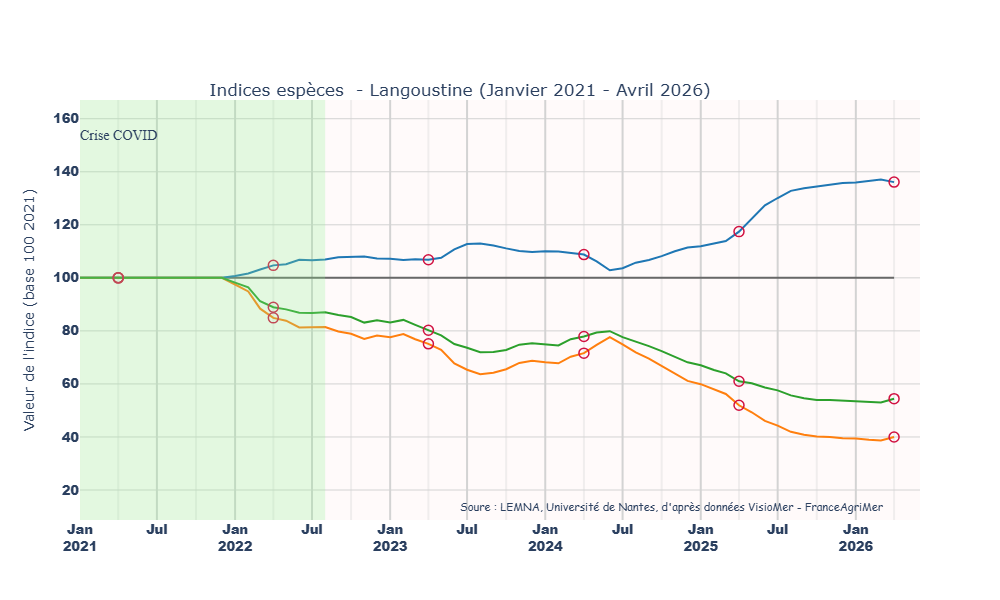 Indices espèces  - Langoustine (Janvier 2021 - Avril 2026)
Valeur de l'indice (base 100 2021)
160
140
120
100
80
60
40
20
Crise COVID
Soure : LEMNA, Université de Nantes, d'après données VisioMer - FranceAgriMer
Jan Jul Jan Jul Jan Jul Jan Jul Jan Jul Jan
2021 2022 2023 2024 2025 2026